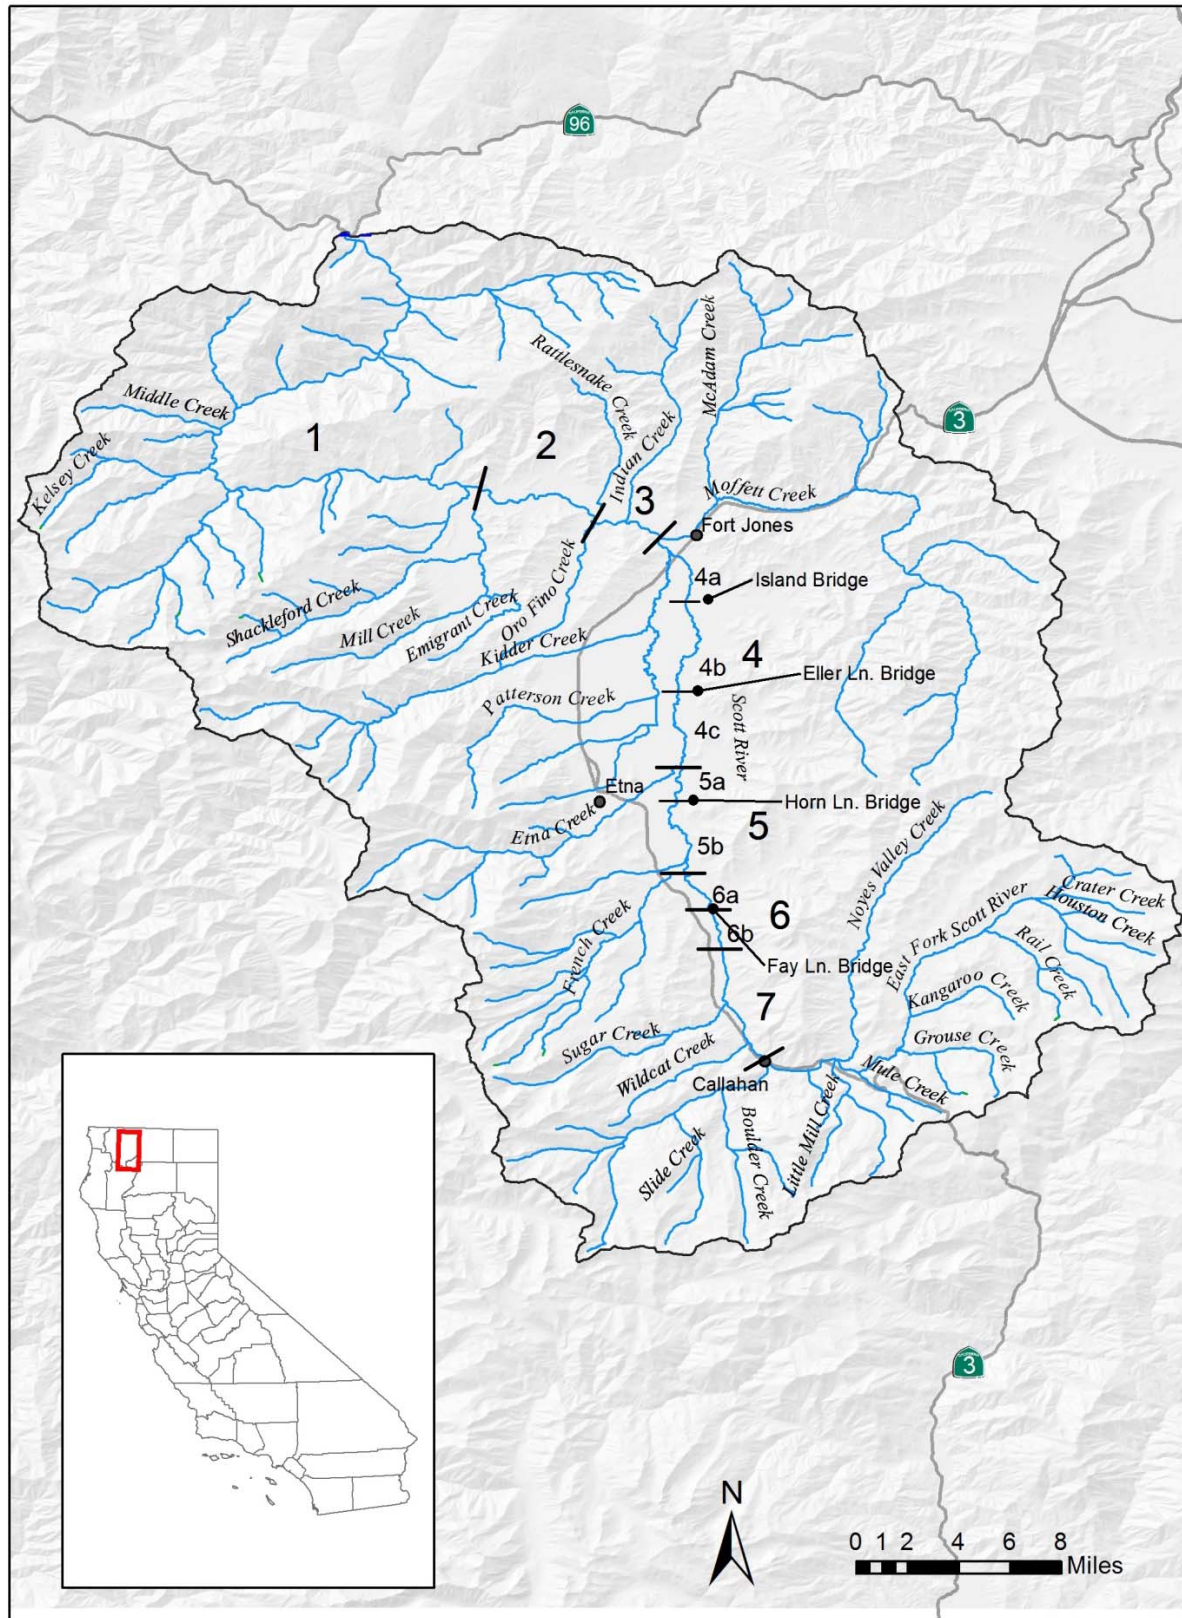 CALIFORNIA
96
CALIFORNIA
3
Rattlesnake Creek
McAdam Creek
Middle Creek
1
2
Indian Creek
Kelsey Creek
3
Moffett Creek
Fort Jones
4a
Island Bridge
Oro Fino Creek
Shackleford Creek
Mill Creek
Emigrant Creek
Kidder Creek
4
4b
Eller Ln. Bridge
Patterson Creek
Scott River
4c
5a
Etna
Horn Ln. Bridge
Etna Creek
5
5b
Noyes Valley Creek
Crater Creek
6a
Houston Creek
6
East Fork Scott River
6b
French Creek
Rail Creek
Fay Ln. Bridge
Kangaroo Creek
7
Sugar Creek
Grouse Creek
Wildcat Creek
Mule Creek
Callahan
Little Mill Creek
Boulder Creek
Slide Creek
CALIFORNIA
3
N
0 1 2 4 6 8
Miles